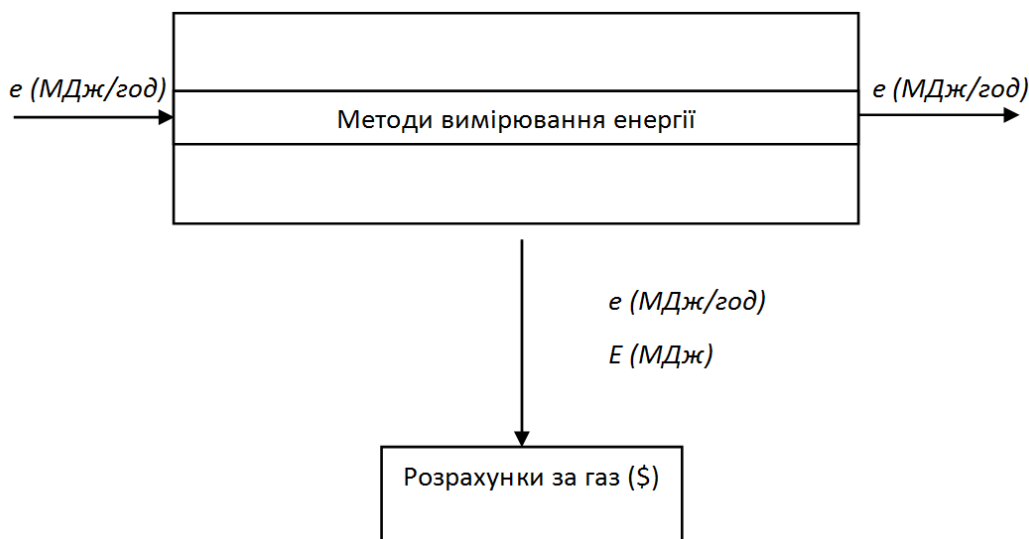 е (МДж/год)
е (МДж/год)
Методи вимірювання енергії
е (МДж/год)
Е (МДж)
Розрахунки за газ ($)